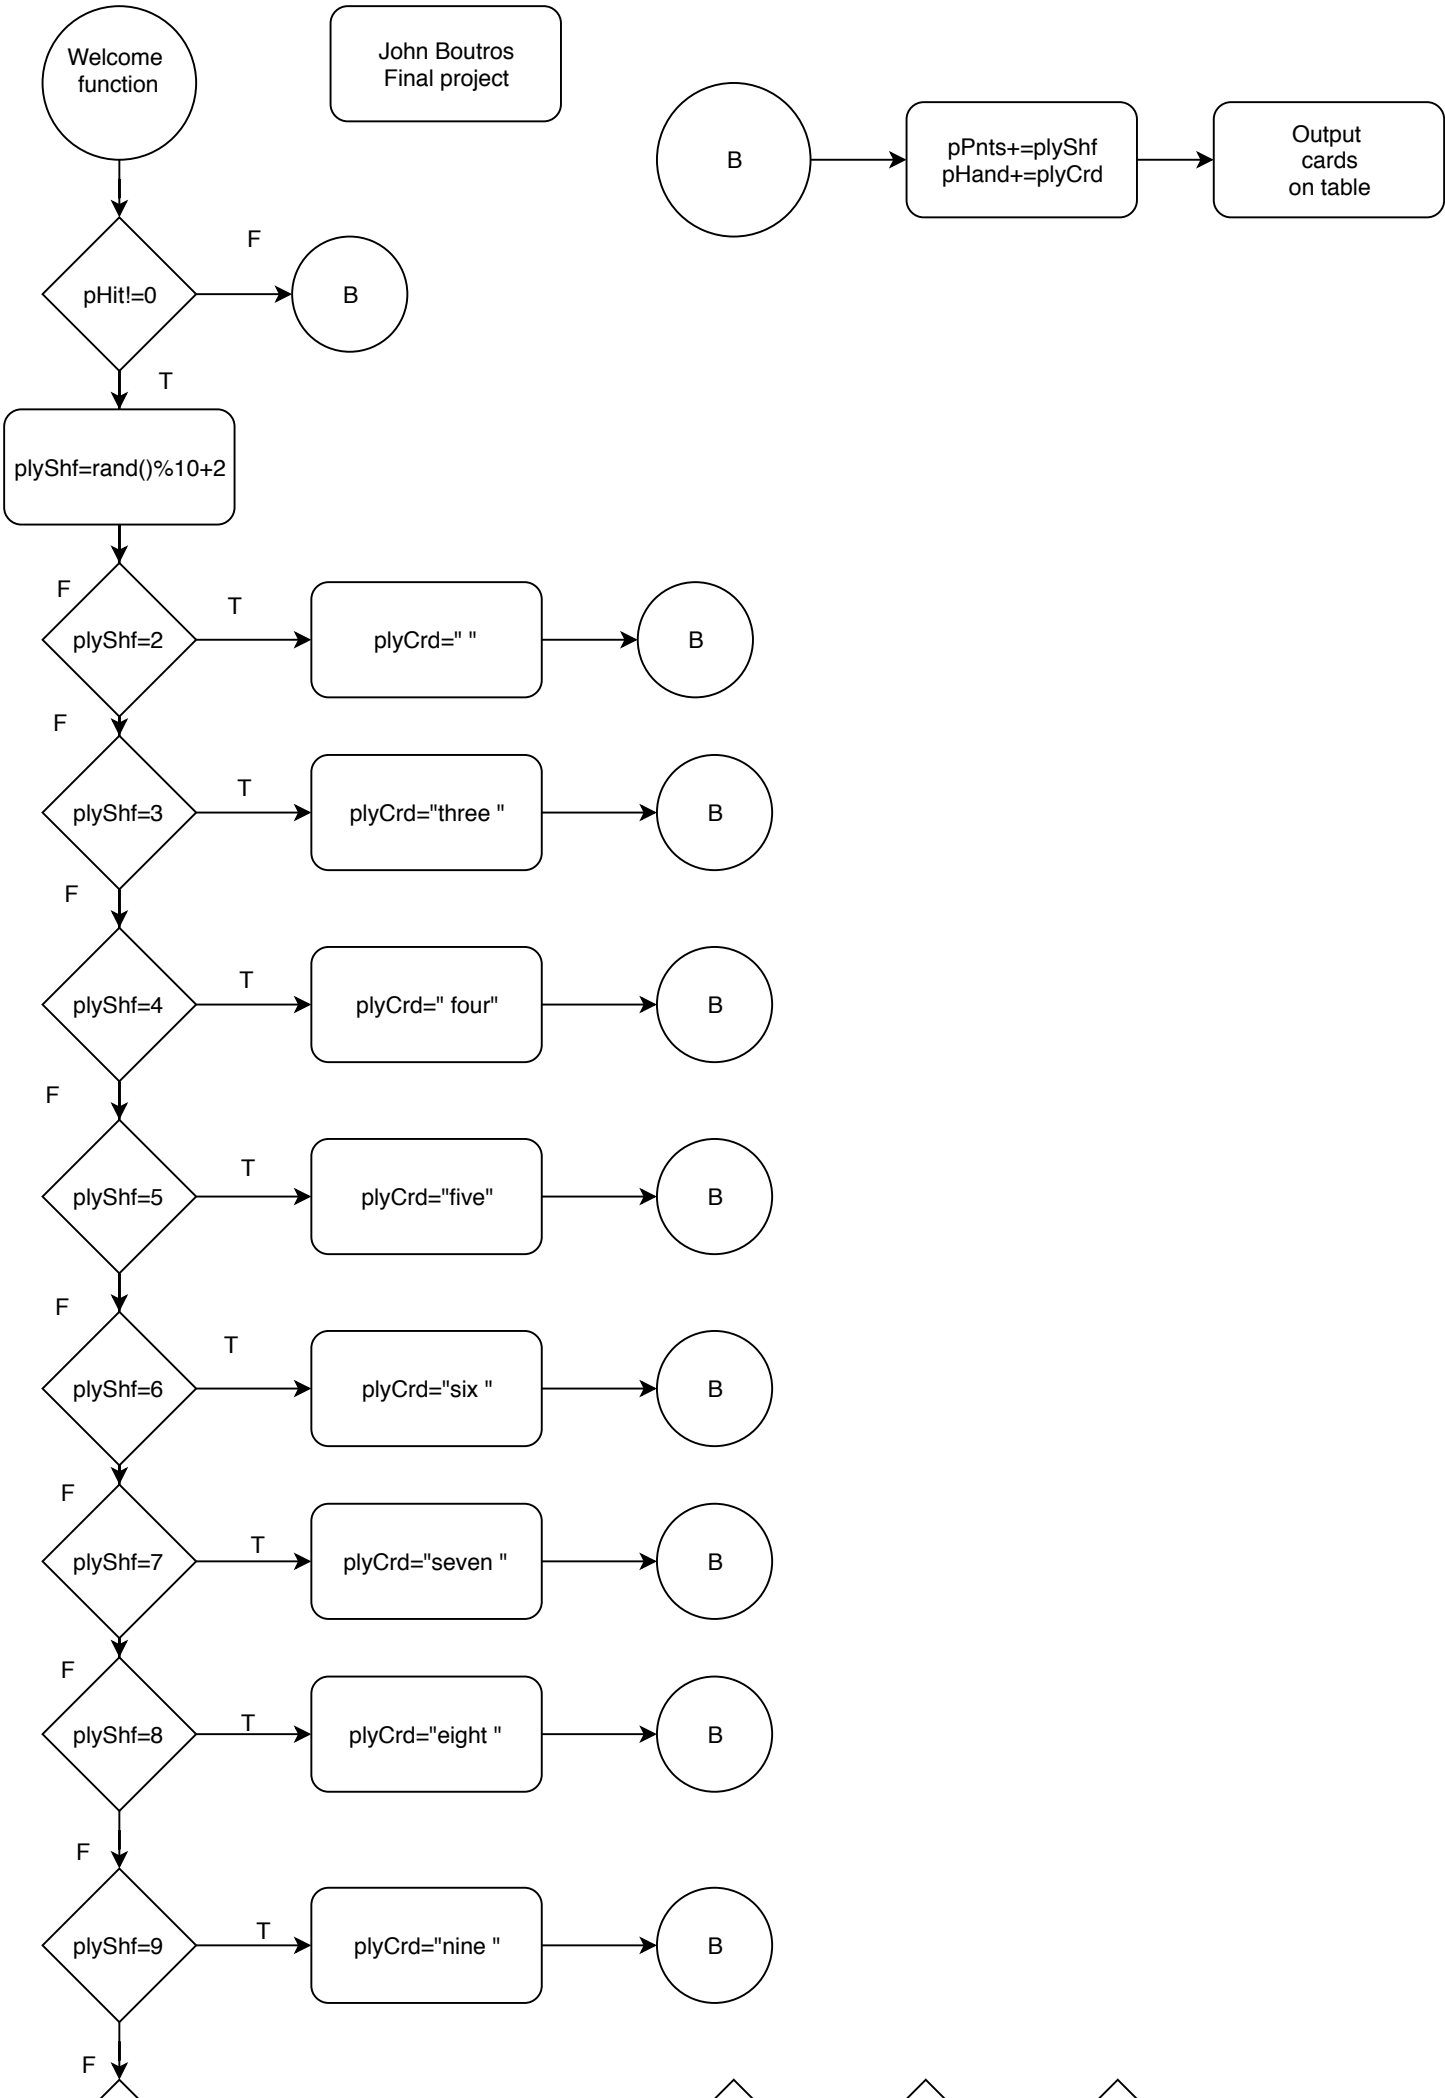 Welcome
function
John Boutros
Final project
B
pPnts+=plyShf
pHand+=plyCrd
Output
cards
on table
F
pHit!=0
B
T
plyShf=rand()%10+2
F
T
plyShf=2
plyCrd=" "
B
F
T
plyShf=3
plyCrd="three "
B
F
T
plyShf=4
plyCrd=" four"
B
F
T
plyShf=5
plyCrd="five"
B
F
T
plyShf=6
plyCrd="six "
B
F
T
plyShf=7
plyCrd="seven "
B
F
T
plyShf=8
plyCrd="eight "
B
F
T
plyShf=9
plyCrd="nine "
B
F